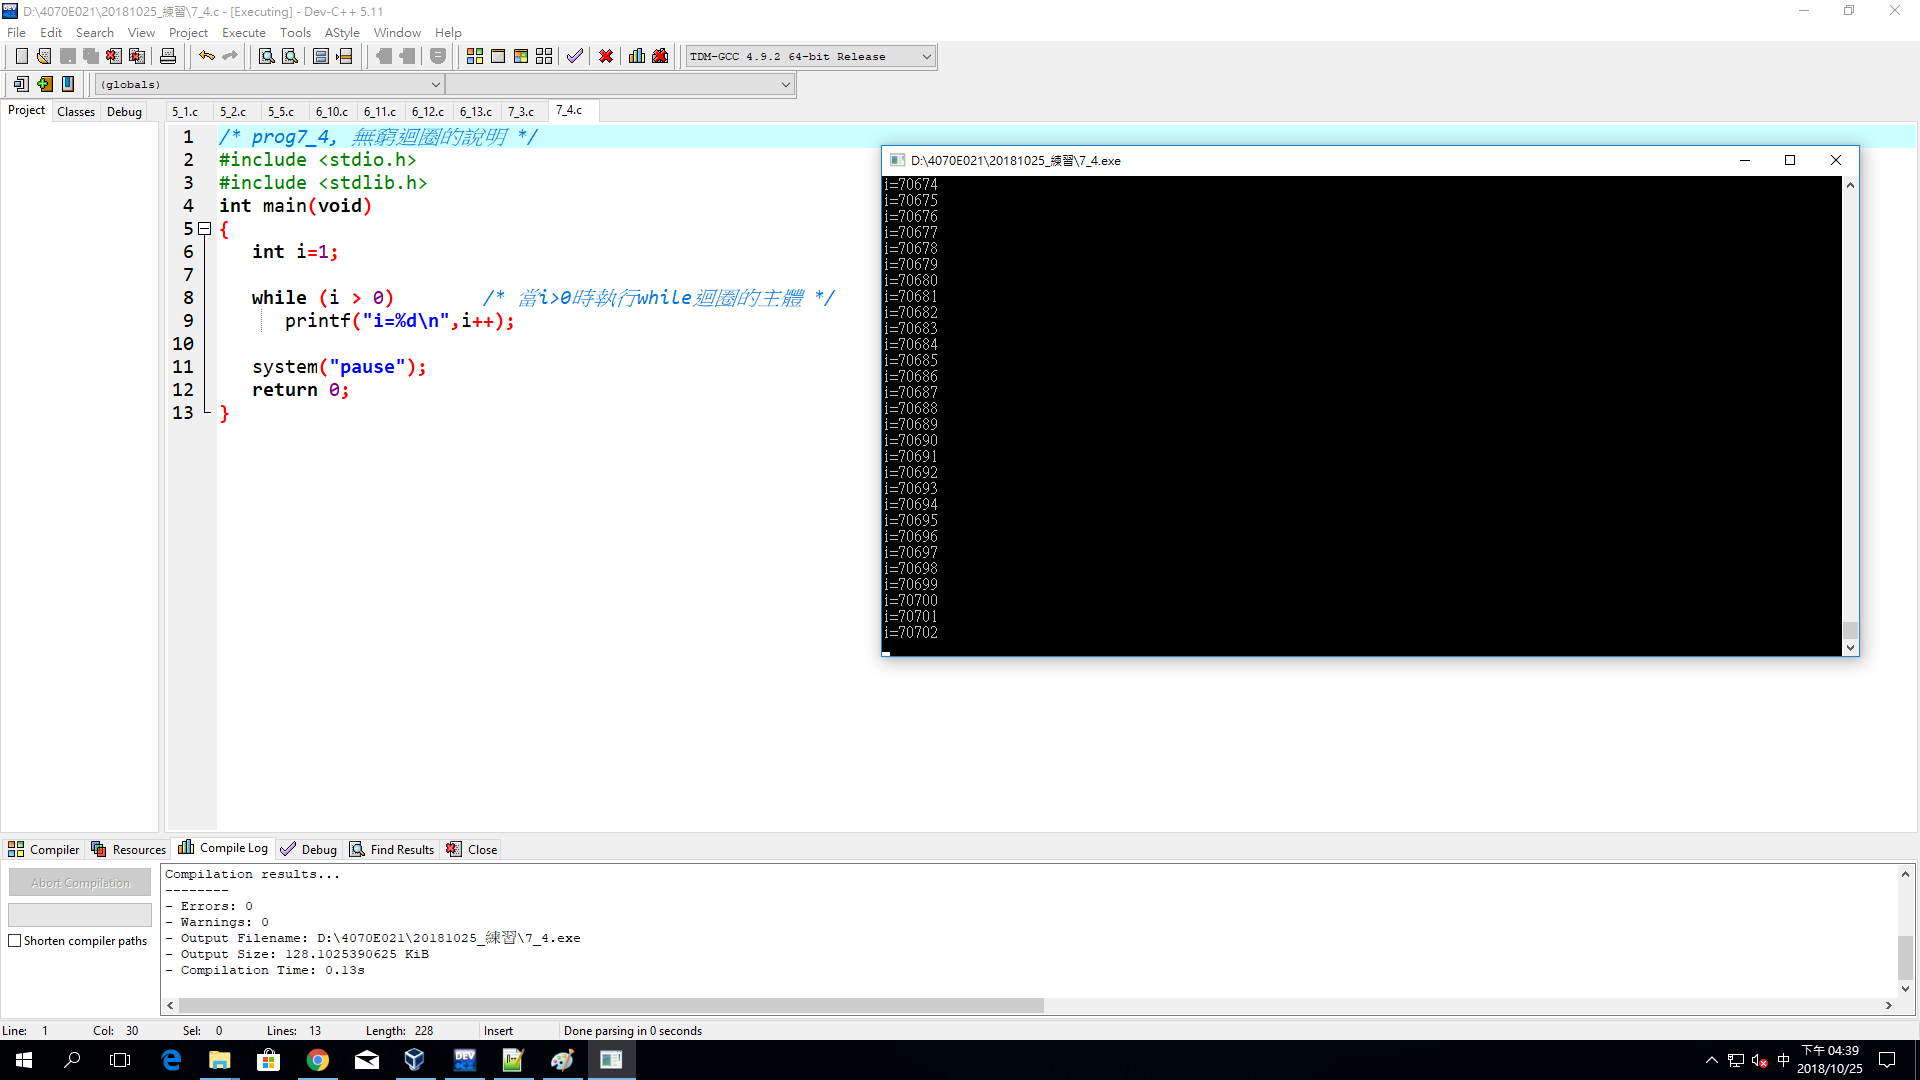 D:\4070E021\20181025_練習\7_4.c - [Executing] - Dev-C++ 5.11
File Edit Search View Project Execute Tools AStyle Window Help
TDM-GCC 4.9.2 64-bit Release
(globals)
Project Classes Debug
5_1.c 5_2.c 5_5.c 6_10.c 6_11.c 6_12.c 6_13.c 7_3.c 7_4.c
1 /* prog7_4, 無窮迴圈的說明 */
2 #include <stdio.h>
3 #include <stdlib.h>
4 int main(void)
5 {
6 int i=1;
7
8 while (i > 0) /* 當i>0時執行while迴圈的主體 */
9 printf("i=%d\n",i++);
10
11 system("pause");
12 return 0;
13 }
D:\4070E021\20181025_練習\7_4.exe
i=70674
i=70675
i=70676
i=70677
i=70678
i=70679
i=70680
i=70681
i=70682
i=70683
i=70684
i=70685
i=70686
i=70687
i=70688
i=70689
i=70690
i=70691
i=70692
i=70693
i=70694
i=70695
i=70696
i=70697
i=70698
i=70699
i=70700
i=70701
i=70702
Compiler Resources Compile Log Debug Find Results Close
Abort Compilation
Shorten compiler paths
Compilation results...
--------
- Errors: 0
- Warnings: 0
- Output Filename: D:\4070E021\20181025_練習\7_4.exe
- Output Size: 128.1025390625 KiB
- Compilation Time: 0.13s
Line: 1 Col: 30 Sel: 0 Lines: 13 Length: 228 Insert Done parsing in 0 seconds
DEV C++
中
下午 04:39
2018/10/25